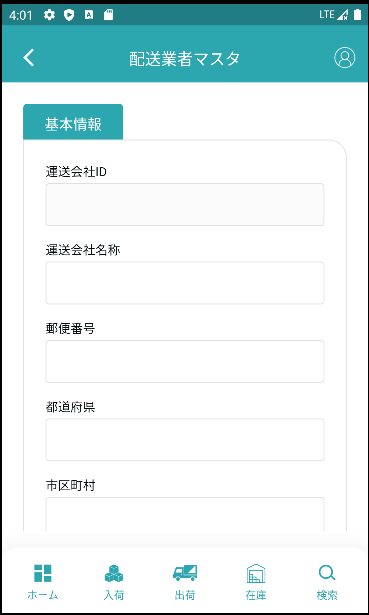 4:01
LTE
配送業者マスタ
基本情報
運送会社ID
運送会社名称
郵便番号
都道府県
市区町村
ホーム
入荷
出荷
在庫
検索